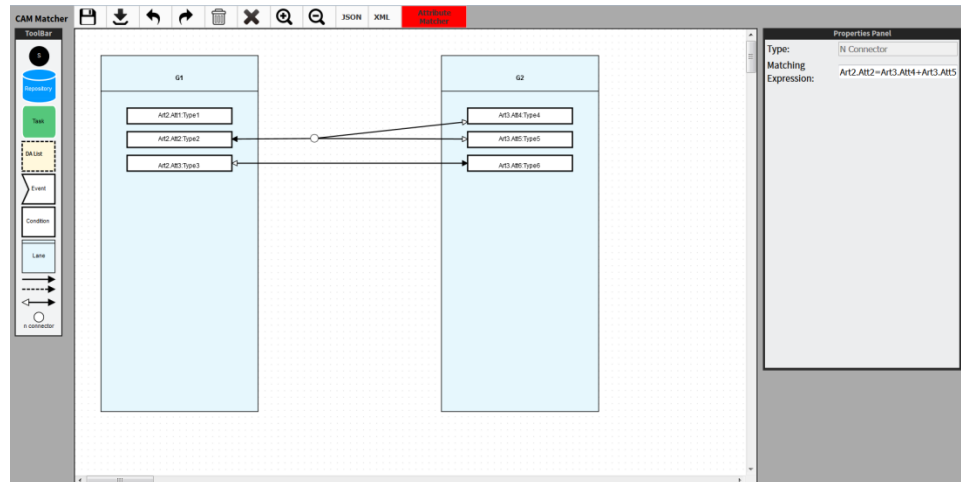 CAM Matcher
JSON
XML
Attribute
Matcher
ToolBar
S
Repository
Task
OA List
Event
Condition
Lane
n connector
G1
Art2.Att1:Type1
Art2.Att2:Type2
Art2.Att3:Type3
G2
Art3.Att4:Type4
Art3.Att5:Type5
Art3.Att6:Type6
Properties Panel
Type:
N Connector
Matching
Expression:
Art2.Att2=Art3.Att4+Art3.Att5